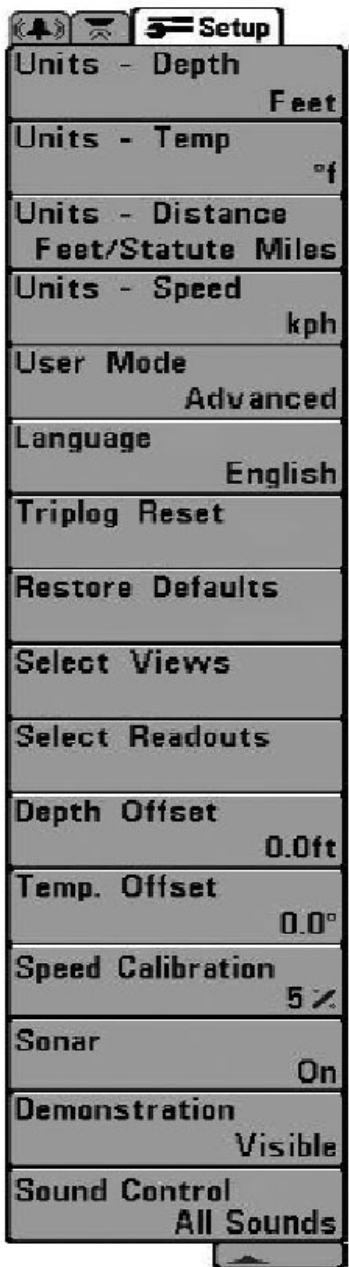 Setup
Units - Depth
Feet
Units - Temp
°f
Units - Distance
Feet/Statute Miles
Units - Speed
kph
User Mode
Advanced
Language
English
Triplog Reset
Restore Defaults
Select Views
Select Readouts
Depth Offset
0.0ft
Temp. Offset
0.0°
Speed Calibration
5 %
Sonar
On
Demonstration
Visible
Sound Control
All Sounds